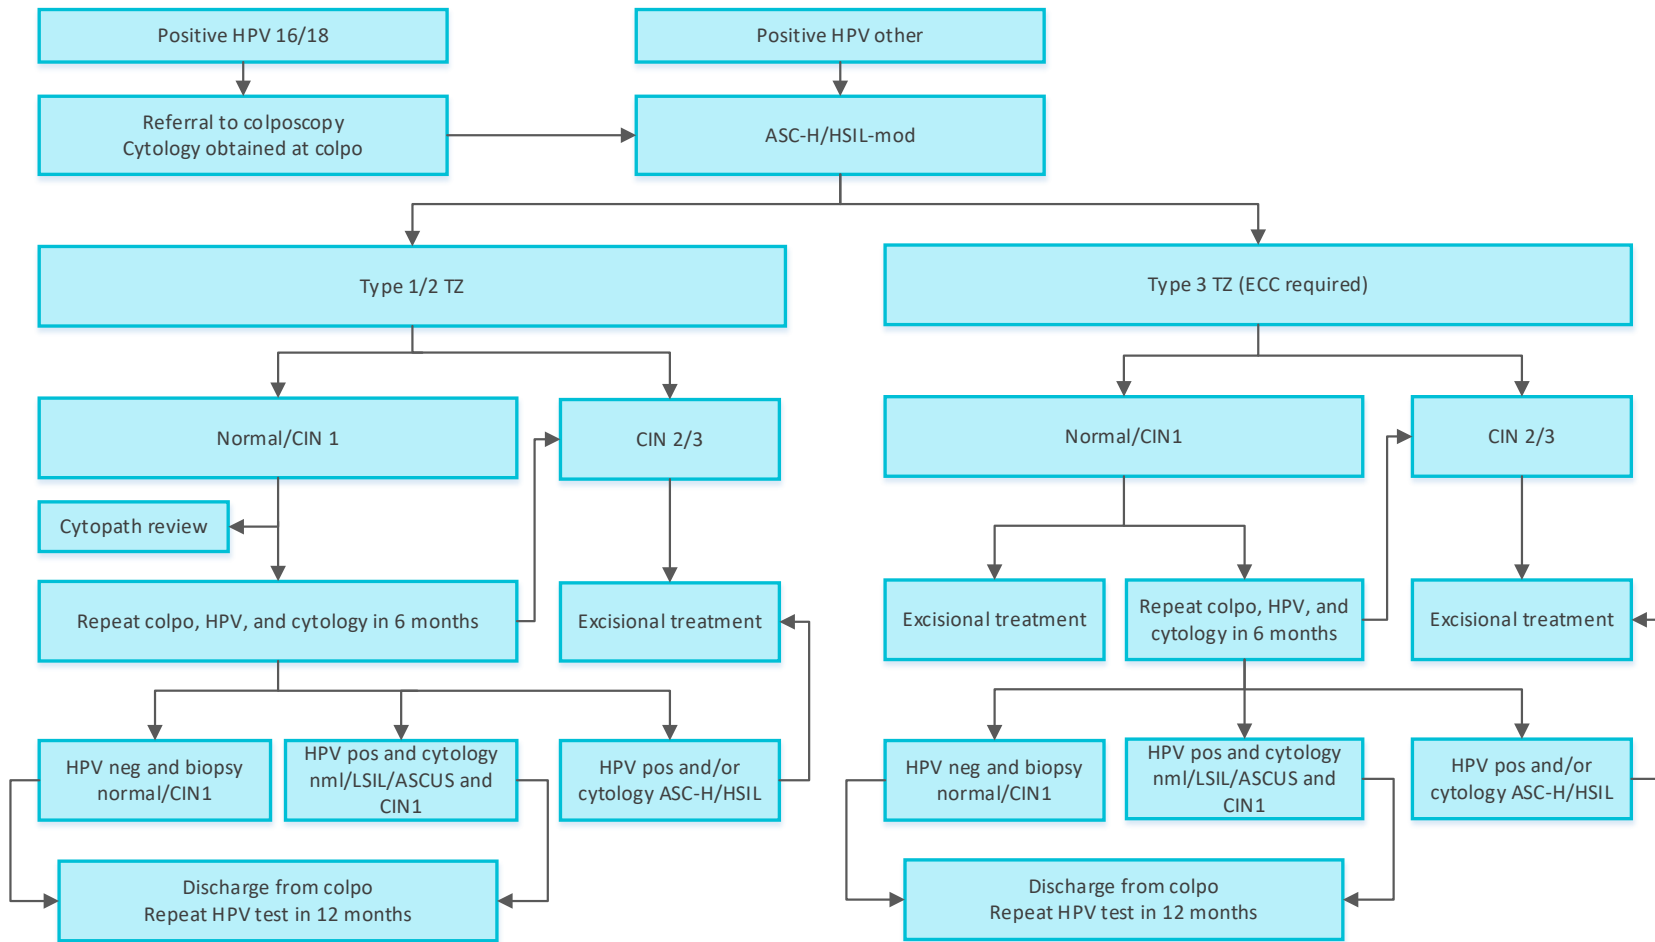 Positive HPV 16/18
Positive HPV other
Referral to colposcopy
Cytology obtained at colpo
ASC-H/HSIL-mod
Type 1/2 TZ
Type 3 TZ (ECC required)
Normal/CIN 1
CIN 2/3
Normal/CIN1
CIN 2/3
Cytopath review
Repeat colpo, HPV, and cytology in 6 months
Excisional treatment
Excisional treatment
Repeat colpo, HPV, and
cytology in 6 months
Excisional treatment
HPV neg and biopsy
normal/CIN1
HPV pos and cytology
nml/LSIL/ASCUS and
CIN1
HPV pos and/or
cytology ASC-H/HSIL
HPV neg and biopsy
normal/CIN1
HPV pos and cytology
nml/LSIL/ASCUS and
CIN1
HPV pos and/or
cytology ASC-H/HSIL
Discharge from colpo
Repeat HPV test in 12 months
Discharge from colpo
Repeat HPV test in 12 months